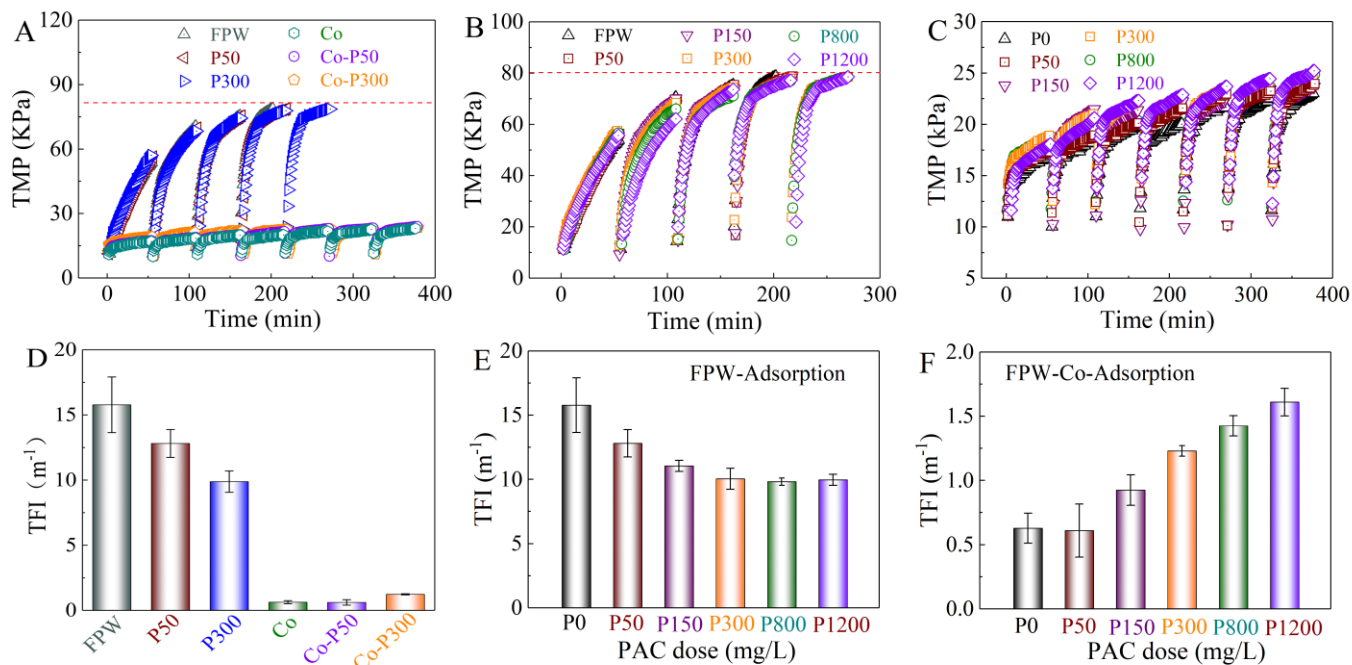 A
FPW
Co
P50
Co-P50
P300
Co-P300
TMP (KPa)
120
90
60
30
0
0
100
200
300
400
Time (min)
B
FPW
P150
P800
P50
P300
P1200
TMP (KPa)
100
80
60
40
20
0
0
100
200
300
Time (min)
C
P0
P300
P50
P800
P150
P1200
TMP (kPa)
30
25
20
15
10
5
0
100
200
300
400
Time (min)
D
TFI (m⁻¹)
20
15
10
5
0
FPW
P50
P300
Co
Co-P50
Co-P300
E
FPW-Adsorption
TFI (m⁻¹)
20
15
10
5
0
P0
P50
P150
P300
P800
P1200
PAC dose (mg/L)
F
FPW-Co-Adsorption
TFI (m⁻¹)
2.0
1.5
1.0
0.5
0.0
P0
P50
P150
P300
P800
P1200
PAC dose (mg/L)